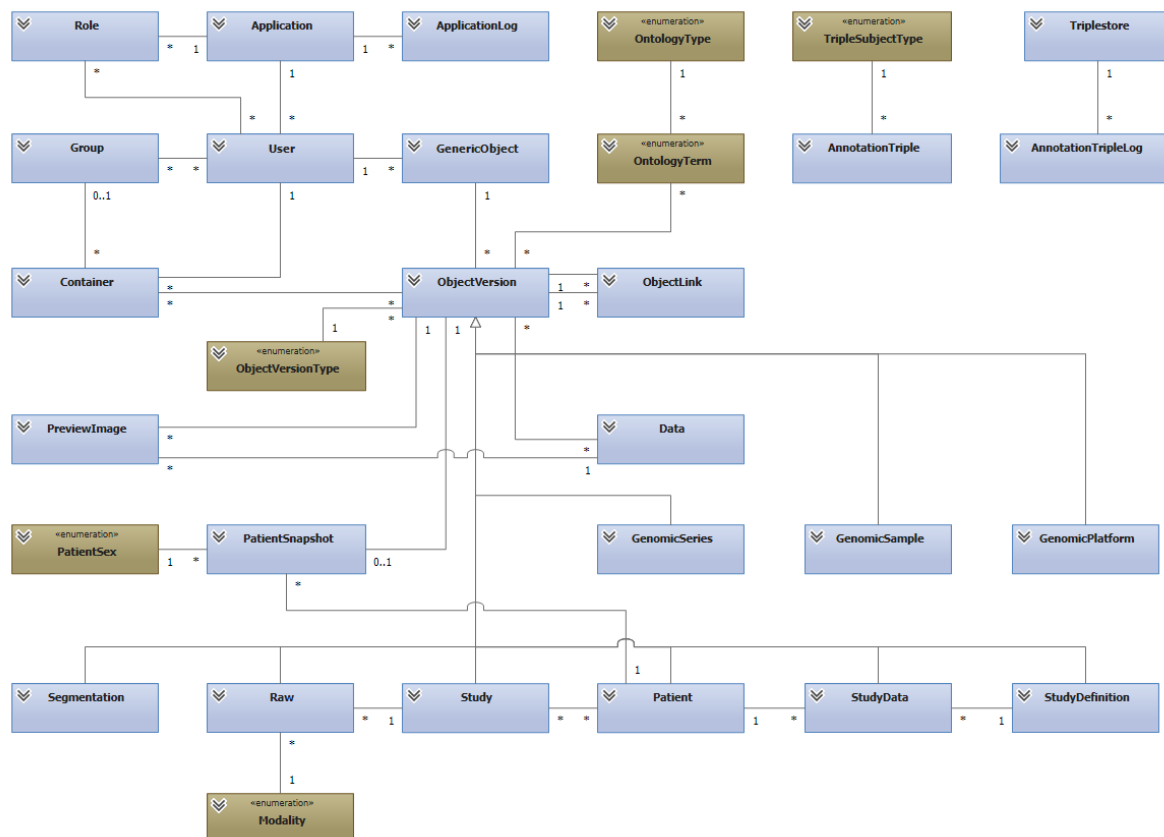 Role
Application
ApplicationLog
«enumeration»
OntologyType
«enumeration»
TripleSubjectType
Triplestore
* 1
1 *
*
1
1
1
1
*
*
*
*
*
Group
User
GenericObject
«enumeration»
OntologyTerm
AnnotationTriple
AnnotationTripleLog
* *
1 *
0..1
1
1
*
*
*
*
*
Container
ObjectVersion
ObjectLink
*
*
*
*
1 *
1 *
1
1
1
*
«enumeration»
ObjectVersionType
PreviewImage
Data
*
*
*
1
«enumeration»
PatientSex
PatientSnapshot
GenomicSeries
GenomicSample
GenomicPlatform
1 *
0..1
*
1
Segmentation
Raw
Study
Patient
StudyData
StudyDefinition
* 1
* *
1 *
* 1
*
1
«enumeration»
Modality